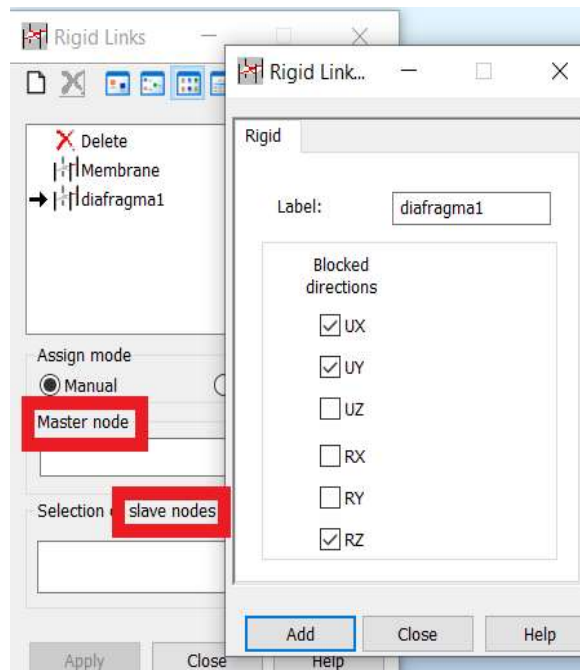 Rigid Links
Delete
Membrane
diafragma1
Assign mode
Manual
Master node
Selection
slave nodes
Apply
Close
Help
Rigid Link...
Rigid
Label:
diafragma1
Blocked
directions
UX
UY
UZ
RX
RY
RZ
Add
Close
Help